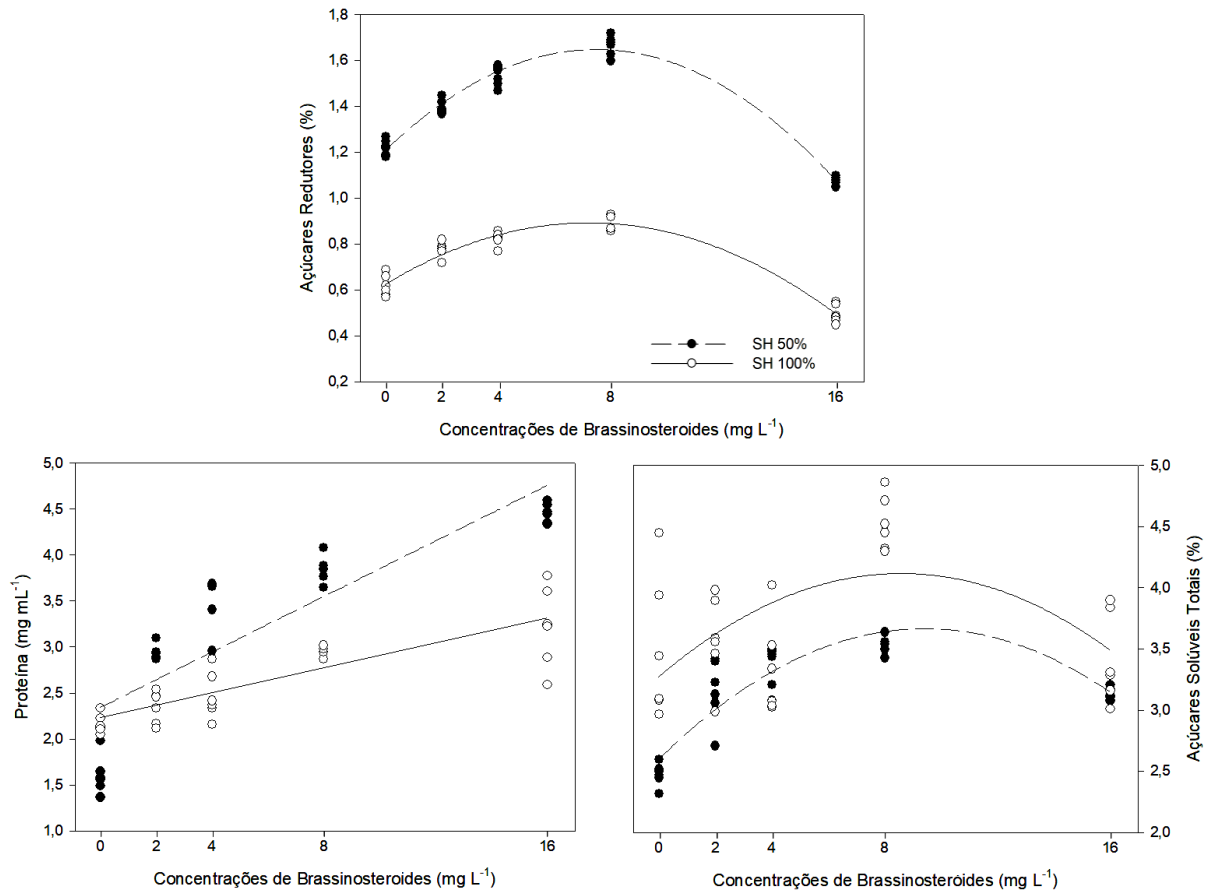 Açúcares Redutores (%)
1,8
1,6
1,4
1,2
1,0
0,8
0,6
0,4
0,2
SH 50%
SH 100%
0 2 4 8 16
Concentrações de Brassinosteroides (mg L⁻¹)
Proteína (mg mL⁻¹)
5,0
4,5
4,0
3,5
3,0
2,5
2,0
1,5
1,0
0 2 4 8 16
Concentrações de Brassinosteroides (mg L⁻¹)
5,0
4,5
4,0
3,5
3,0
2,5
2,0
Açúcares Solúveis Totais (%)
0 2 4 8 16
Concentrações de Brassinosteroides (mg L⁻¹)